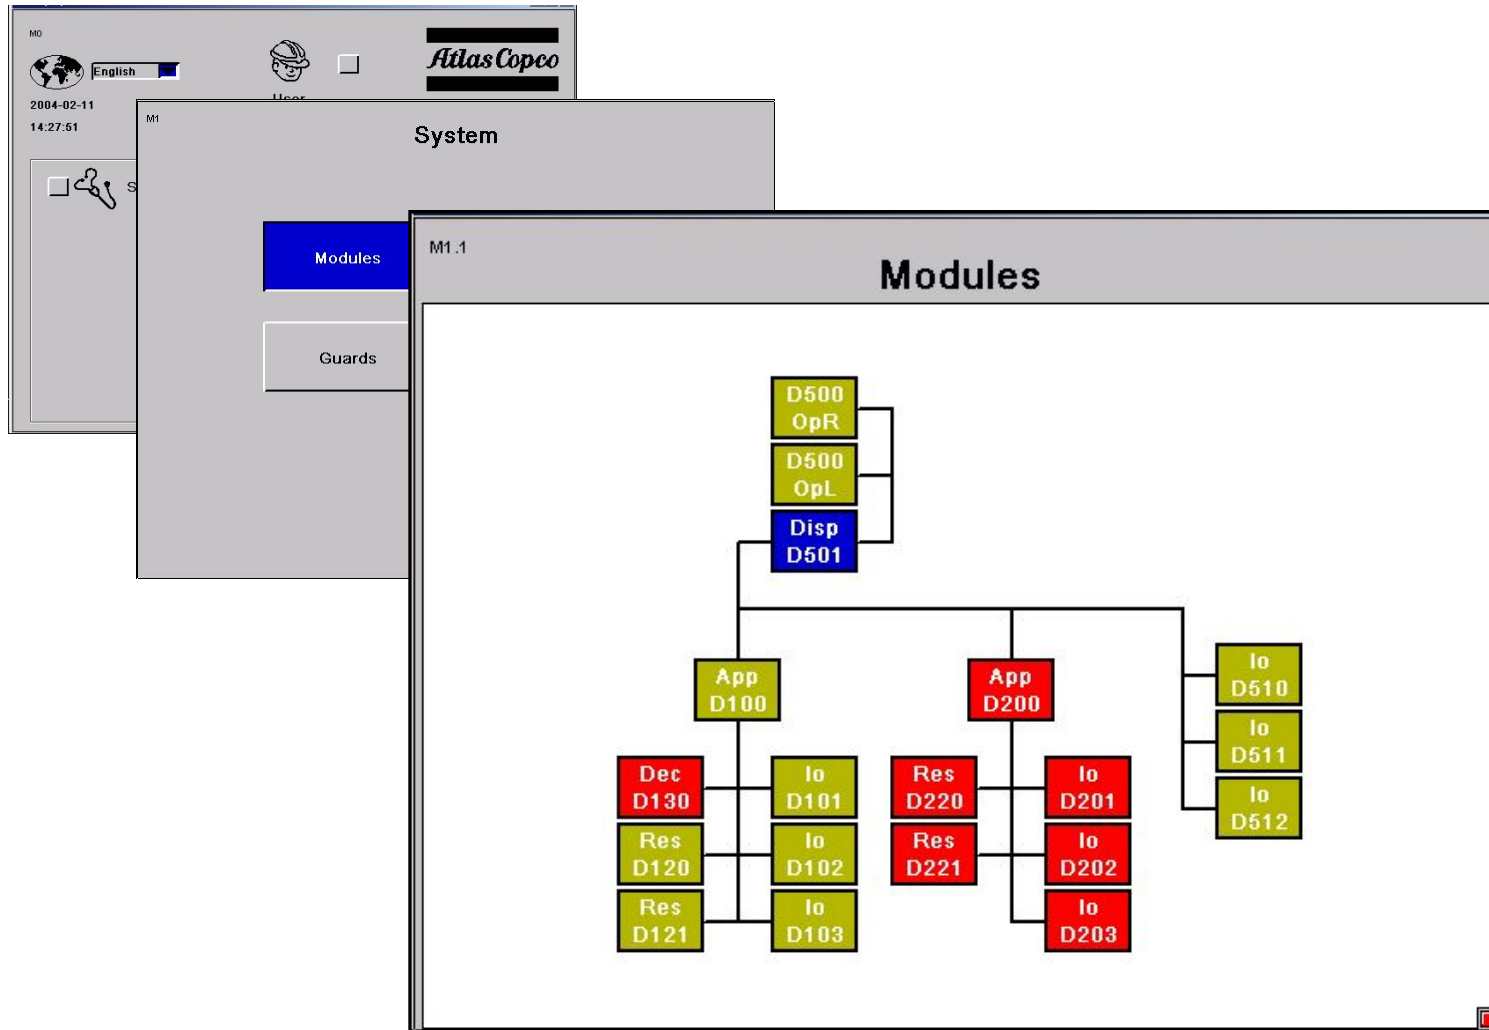 M0
English
Atlas Copco
User
2004-02-11
14:27:51
S
M1
System
Modules
Guards
M1.1
Modules
D500
OpR
D500
OpL
Disp
D501
App
D100
App
D200
Io
D510
Io
D511
Io
D512
Dec
D130
Io
D101
Res
D120
Io
D102
Res
D121
Io
D103
Res
D220
Io
D201
Res
D221
Io
D202
Io
D203